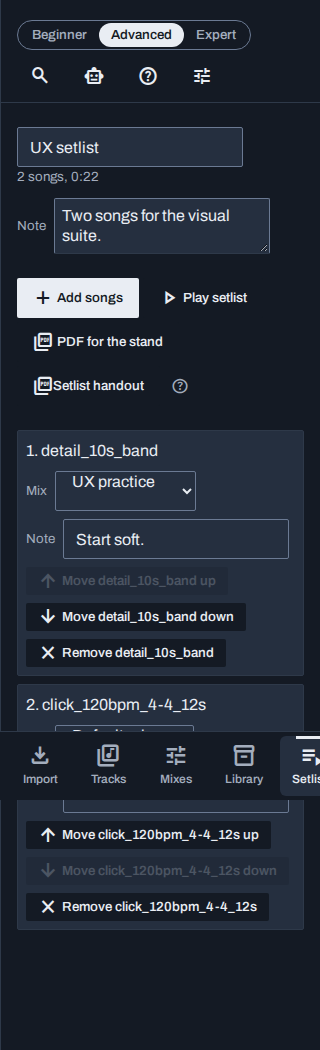 Beginner Advanced Expert
UX setlist
2 songs, 0:22
Note Two songs for the visual
suite.
Add songs Play setlist
PDF PDF for the stand
PDF Setlist handout
1. detail_10s_band
Mix UX practice
Note Start soft.
Move detail_10s_band up
Move detail_10s_band down
Remove detail_10s_band
2. click_120bpm_4-4_12s
Import Tracks Mixes Library
Move click_120bpm_4-4_12s up
Move click_120bpm_4-4_12s down
Remove click_120bpm_4-4_12s